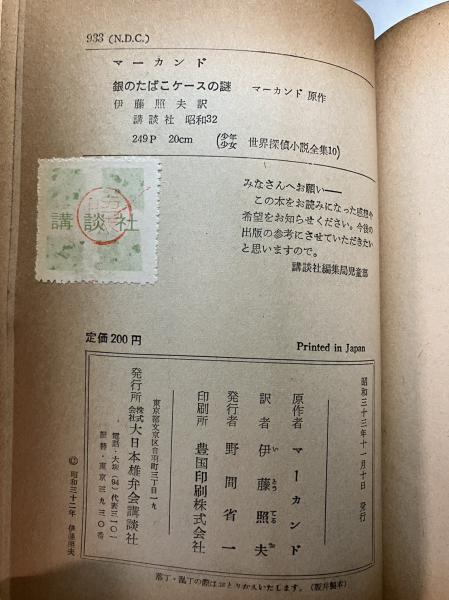 933 (N.D.C.)
マーカンド
銀のたばこケースの謎 マーカンド 原作
伊藤照夫訳
講談社 昭和32
249P 20cm (少年少女 世界探偵小説全集10)
講談社
みなさんへお願い――
この本をお読みになった感想や
希望をお知らせください。今後の
出版の参考にさせていただきたい
と思いますので。
講談社編集局児童部
定価200円
Printed in Japan
昭和三十三年十一月十日 発行
原作者 マーカンド
訳者 伊藤照夫
い とう てる お
発行者 野間省一
印刷所 豊国印刷株式会社
東京都文京区音羽町三丁目一九
発行所 株式会社 大日本雄弁会講談社
電話・大塚(94)代表三一〇一
振替・東京三九三〇番
© 昭和三十二年 伊藤照夫
落丁・乱丁の際はおとりかえいたします。